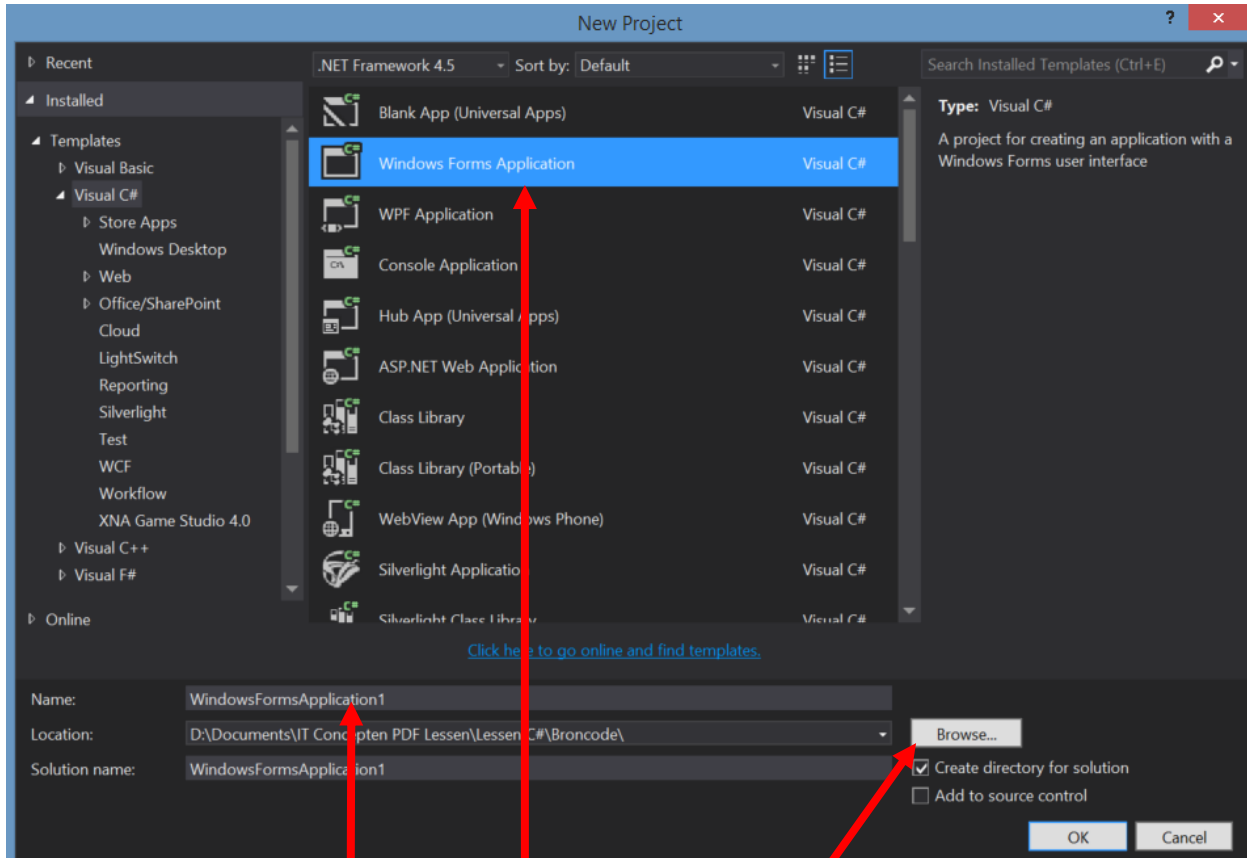 New Project
?
Recent
.NET Framework 4.5
Sort by: Default
Search Installed Templates (Ctrl+E)
Installed
Templates
Visual Basic
Visual C#
Store Apps
Windows Desktop
Web
Office/SharePoint
Cloud
LightSwitch
Reporting
Silverlight
Test
WCF
Workflow
XNA Game Studio 4.0
Visual C++
Visual F#
Online
Blank App (Universal Apps) Visual C#
Windows Forms Application Visual C#
WPF Application Visual C#
Console Application Visual C#
Hub App (Universal Apps) Visual C#
ASP.NET Web Application Visual C#
Class Library Visual C#
Class Library (Portable) Visual C#
WebView App (Windows Phone) Visual C#
Silverlight Application Visual C#
Silverlight Class Library Visual C#
Click here to go online and find templates.
Type: Visual C#
A project for creating an application with a
Windows Forms user interface
Name: WindowsFormsApplication1
Location: D:\Documents\IT Concepten PDF Lessen\Lessen C#\Broncode\
Browse...
Solution name: WindowsFormsApplication1
Create directory for solution
Add to source control
OK Cancel